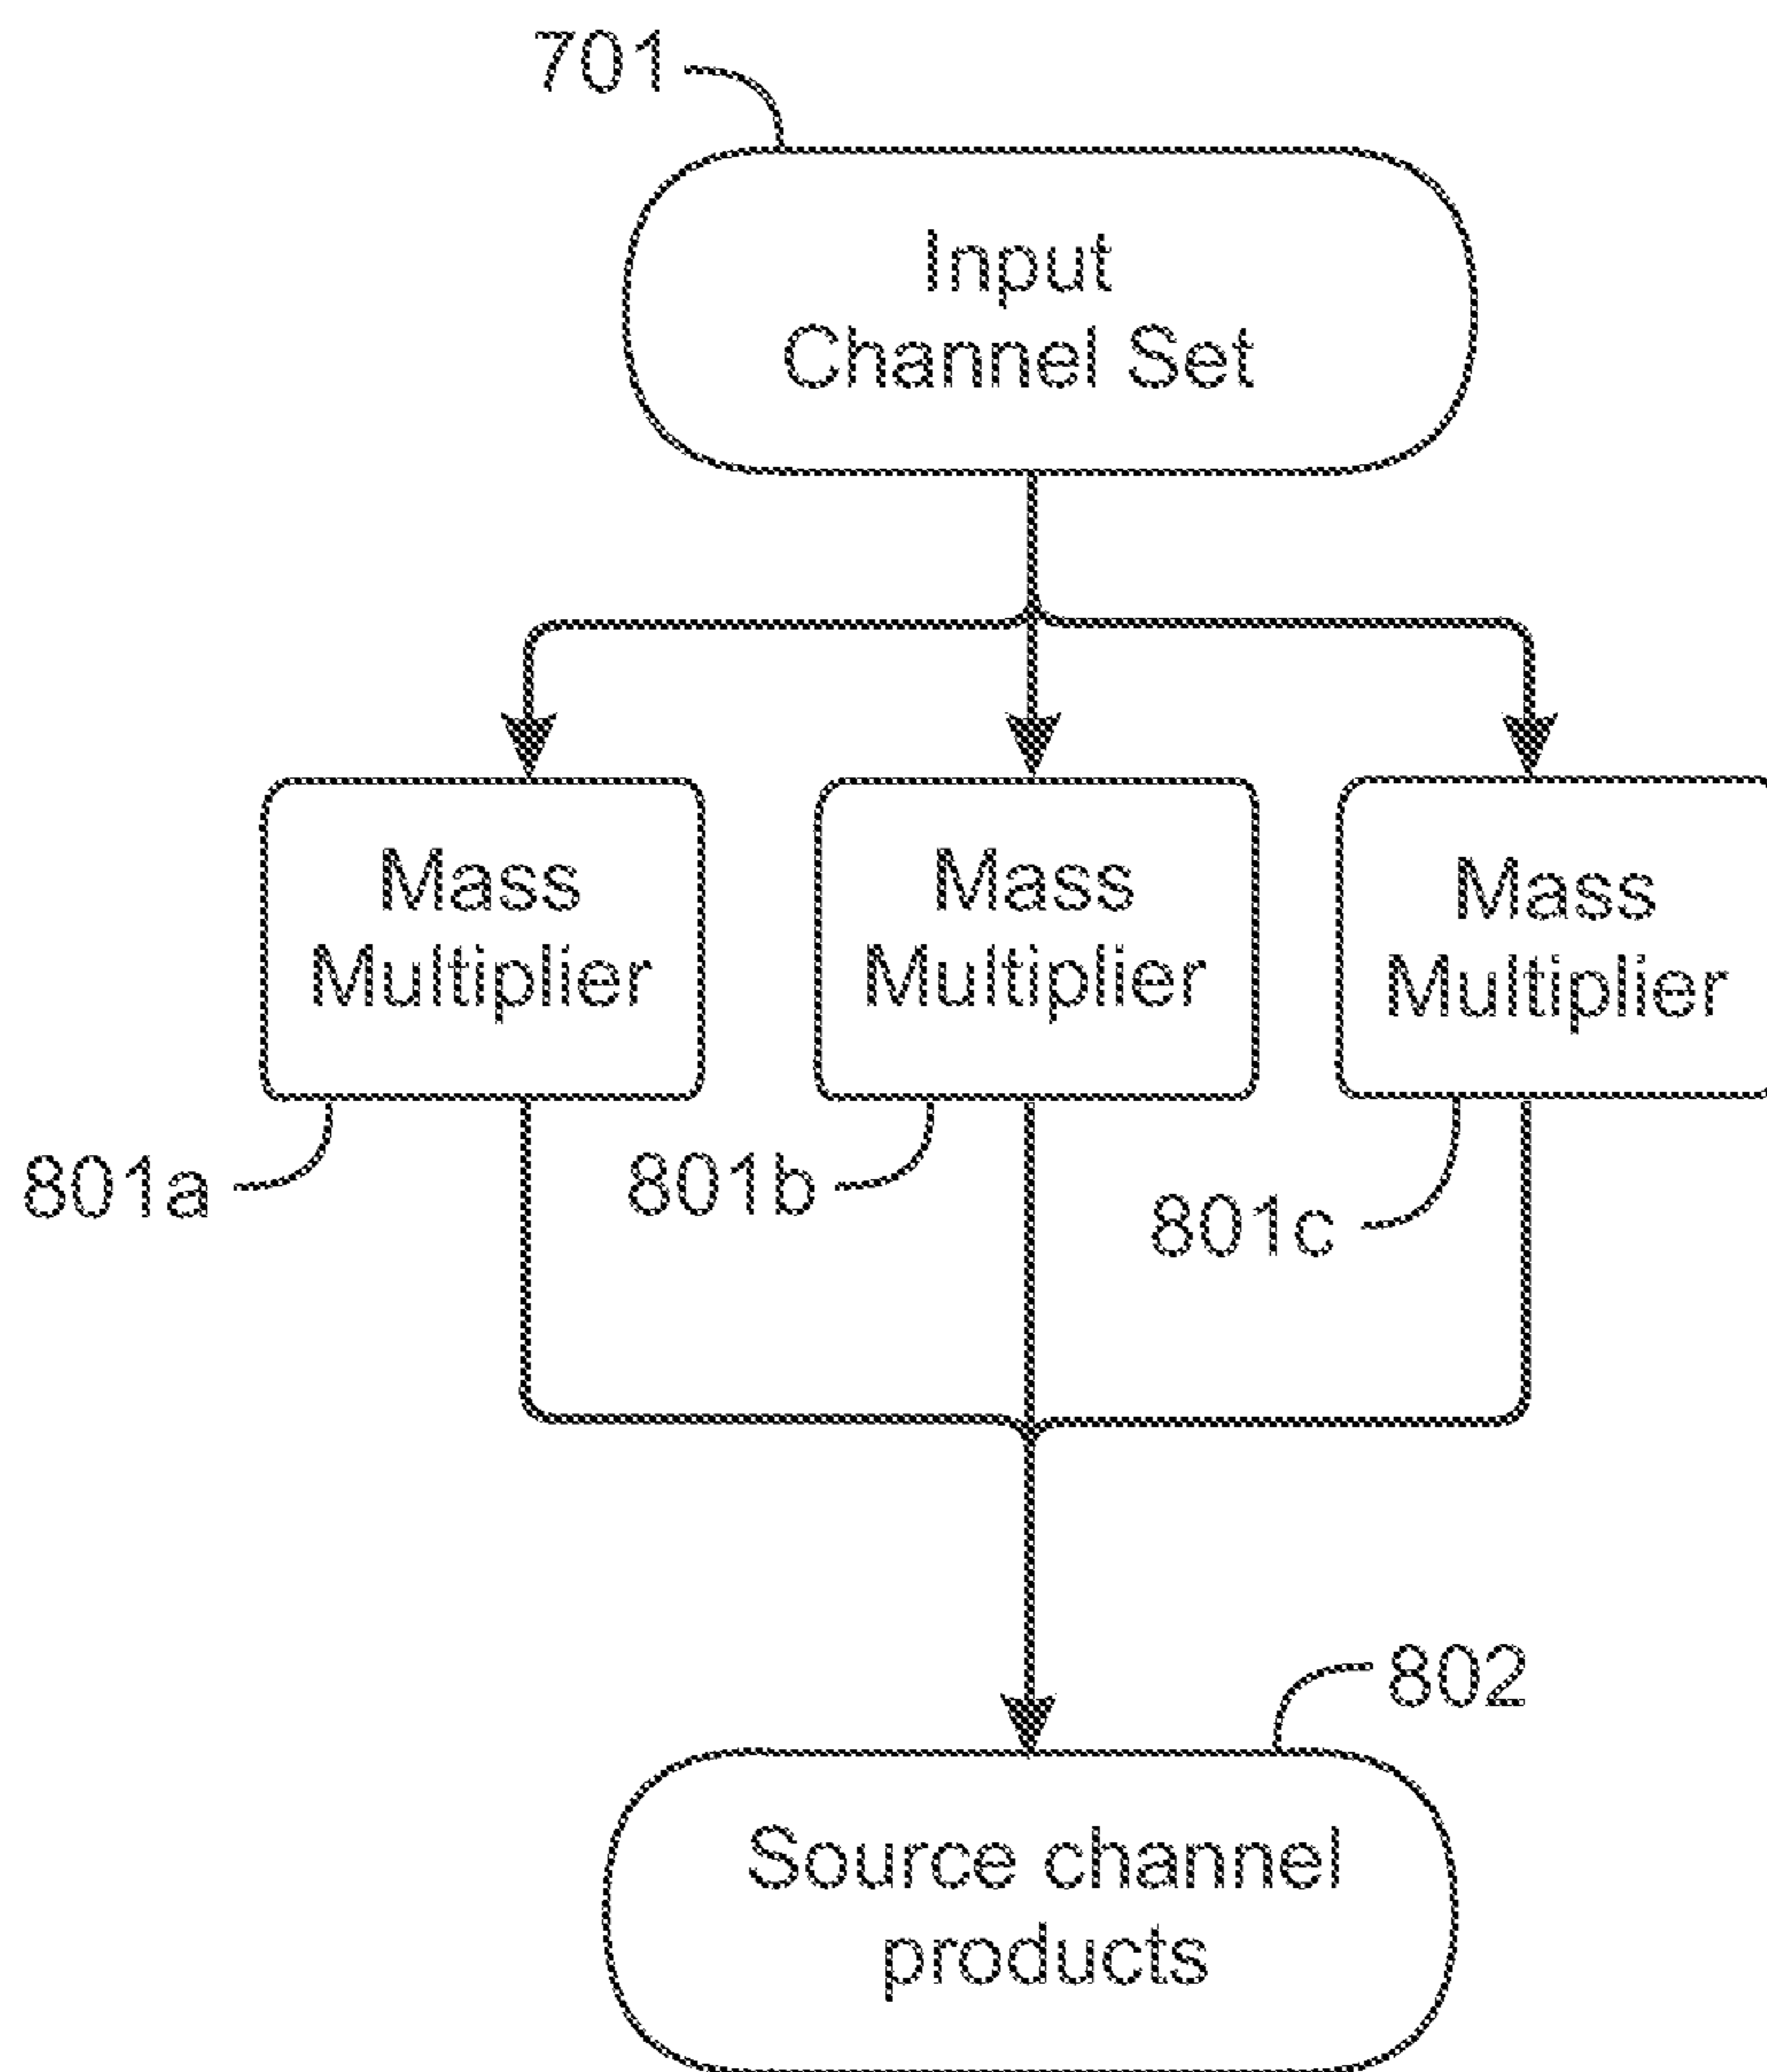 701
Input
Channel Set
Mass
Multiplier
Mass
Multiplier
Mass
Multiplier
801a
801b
801c
802
Source channel
products